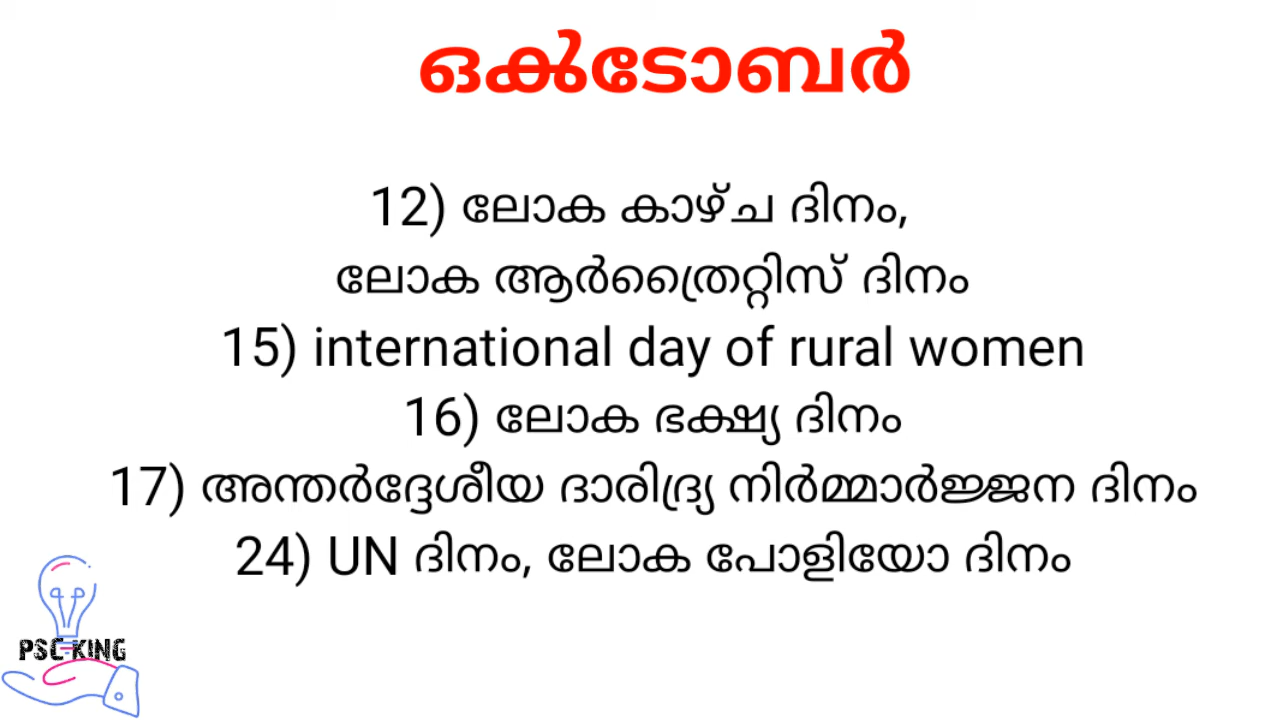 ഒൿടോബർ
12) ലോക കാഴ്ച ദിനം,
ലോക ആർത്രൈറ്റിസ് ദിനം
15) international day of rural women
16) ലോക ഭക്ഷ്യ ദിനം
17) അന്തർദ്ദേശീയ ദാരിദ്ര്യ നിർമ്മാർജ്ജന ദിനം
24) UN ദിനം, ലോക പോളിയോ ദിനം
PSC KING